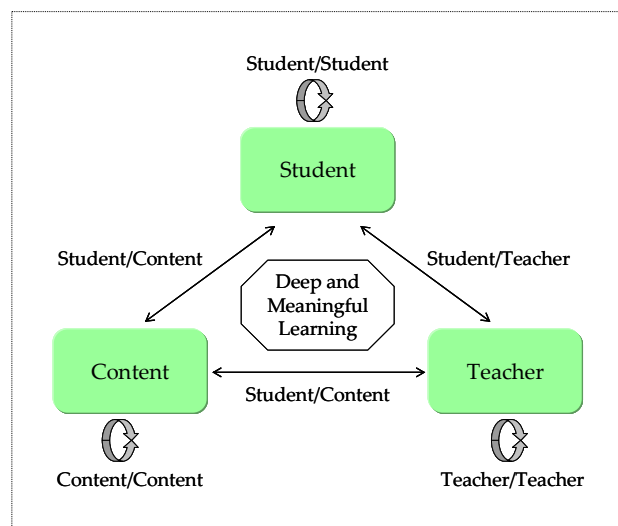 Student/Student
Student
Student/Content
Student/Teacher
Deep and
Meaningful
Learning
Content
Teacher
Student/Content
Content/Content
Teacher/Teacher